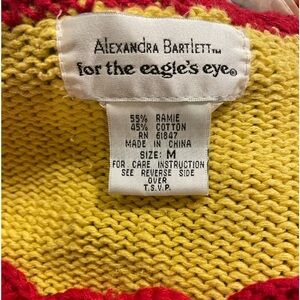 Alexandra Bartlett™
for the eagle's eye®
55% RAMIE
45% COTTON
RN 61847
MADE IN CHINA
SIZE: M
FOR CARE INSTRUCTION
SEE REVERSE SIDE
OVER
T.S.V.P.